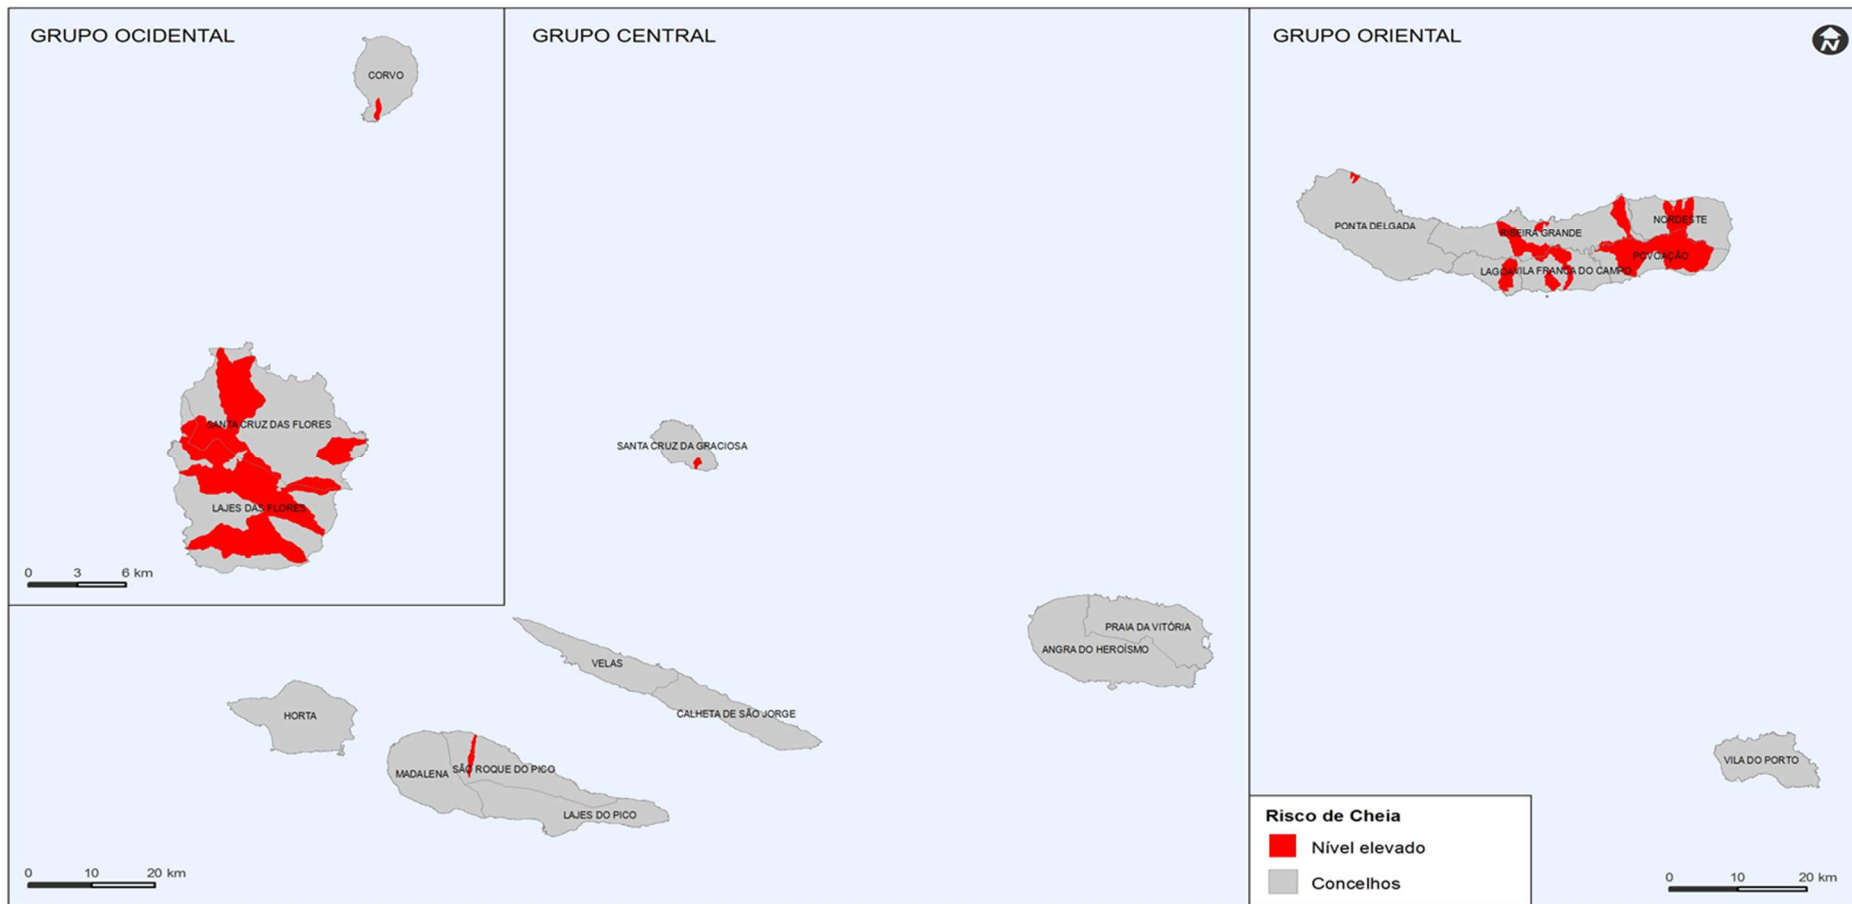 GRUPO OCIDENTAL
CORVO
SANTA CRUZ DAS FLORES
LAJES DAS FLORES
0 3 6 km
GRUPO CENTRAL
SANTA CRUZ DA GRACIOSA
PRAIA DA VITÓRIA
ANGRA DO HEROÍSMO
VELAS
CALHETA DE SÃO JORGE
HORTA
SÃO ROQUE DO PICO
MADALENA
LAJES DO PICO
0 10 20 km
GRUPO ORIENTAL
N
PONTA DELGADA
RIBEIRA GRANDE
NORDESTE
POVOAÇÃO
LAGOA
VILA FRANCA DO CAMPO
VILA DO PORTO
Risco de Cheia
Nível elevado
Concelhos
0 10 20 km